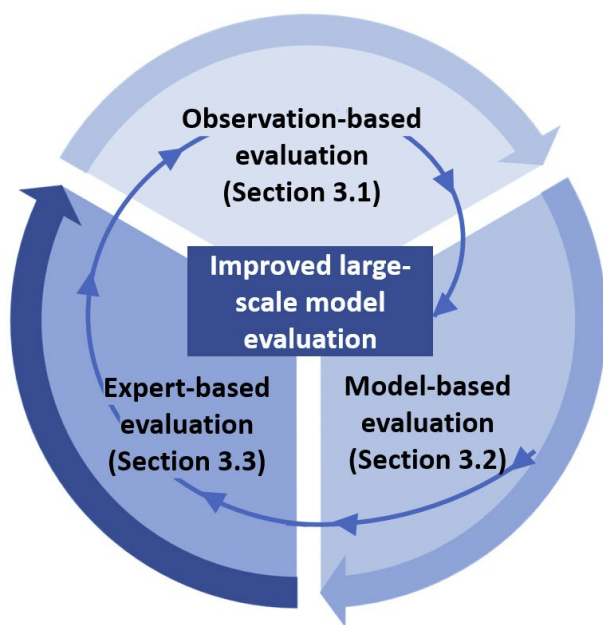 Observation-based
evaluation
(Section 3.1)
Improved large-
scale model
evaluation
Expert-based
evaluation
(Section 3.3)
Model-based
evaluation
(Section 3.2)